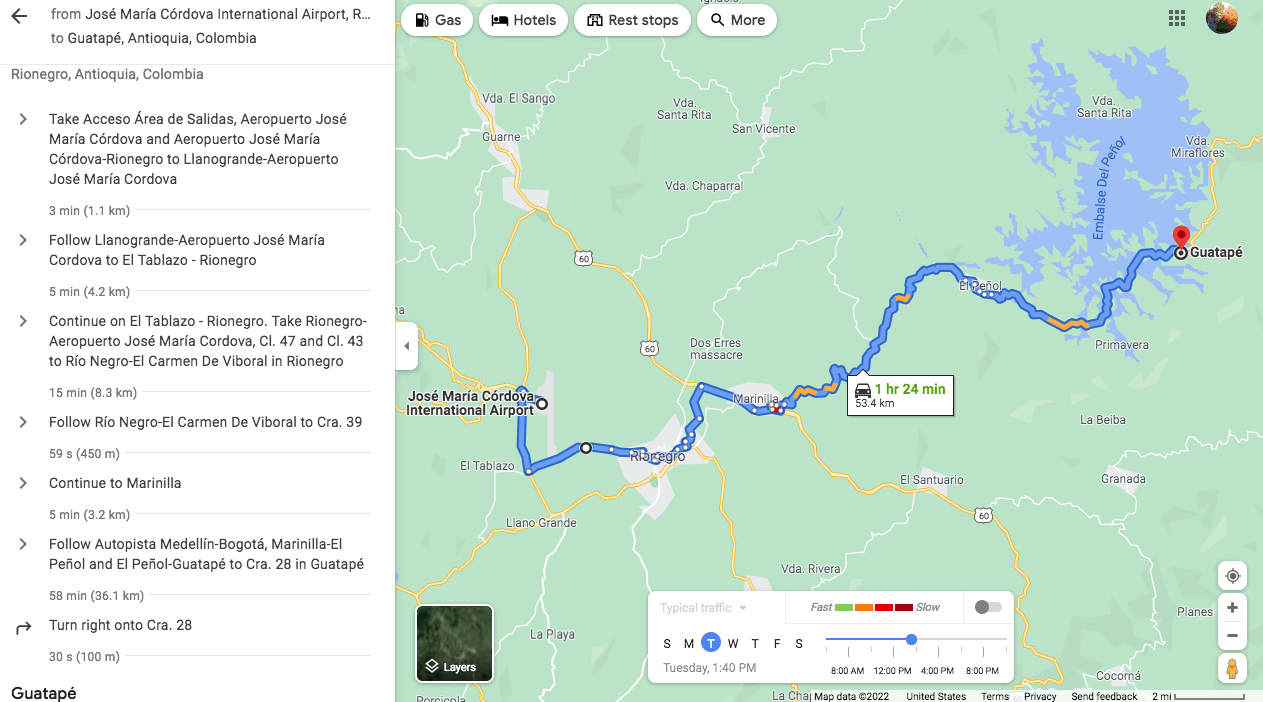 from José María Córdova International Airport, R...
to Guatapé, Antioquia, Colombia
Rionegro, Antioquia, Colombia
Take Acceso Área de Salidas, Aeropuerto José
María Córdova and Aeropuerto José María
Córdova-Rionegro to Llanogrande-Aeropuerto
José María Cordova
3 min (1.1 km)
Follow Llanogrande-Aeropuerto José María
Cordova to El Tablazo - Rionegro
5 min (4.2 km)
Continue on El Tablazo - Rionegro. Take Rionegro-
Aeropuerto José María Cordova, Cl. 47 and Cl. 43
to Río Negro-El Carmen De Viboral in Rionegro
15 min (8.3 km)
Follow Río Negro-El Carmen De Viboral to Cra. 39
59 s (450 m)
Continue to Marinilla
5 min (3.2 km)
Follow Autopista Medellín-Bogotá, Marinilla-El
Peñol and El Peñol-Guatapé to Cra. 28 in Guatapé
58 min (36.1 km)
Turn right onto Cra. 28
30 s (100 m)
Guatapé
Gas
Hotels
Rest stops
More
Vda. El Sango
Guarne
Vda.
Santa Rita
San Vicente
Vda. Chaparral
Vda.
Santa Rita
Vda.
Miraflores
Embalse Del Peñol
Guatapé
60
El Peñol
60
Dos Erres
massacre
Primavera
José María Córdova
International Airport
Marinilla
1 hr 24 min
53.4 km
La Beiba
El Tablazo
Rionegro
El Santuario
Granada
60
Llano Grande
Vda. Rivera
Planes
La Playa
Cocorná
Porcicola
La Chap
60
Layers
Typical traffic
Fast
Slow
S M T W T F S
Tuesday, 1:40 PM
8:00 AM 12:00 PM 4:00 PM 8:00 PM
Map data ©2022 United States Terms Privacy Send feedback 2 mi